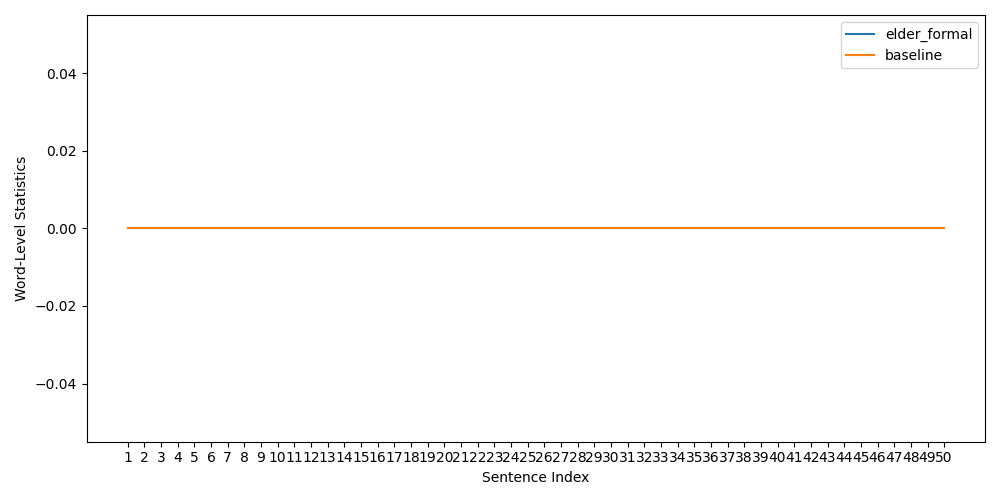 elder_formal
baseline
0.04
0.02
0.00
−0.02
−0.04
Word-Level Statistics
1 2 3 4 5 6 7 8 9 10 11 12 13 14 15 16 17 18 19 20 21 22 23 24 25 26 27 28 29 30 31 32 33 34 35 36 37 38 39 40 41 42 43 44 45 46 47 48 49 50
Sentence Index